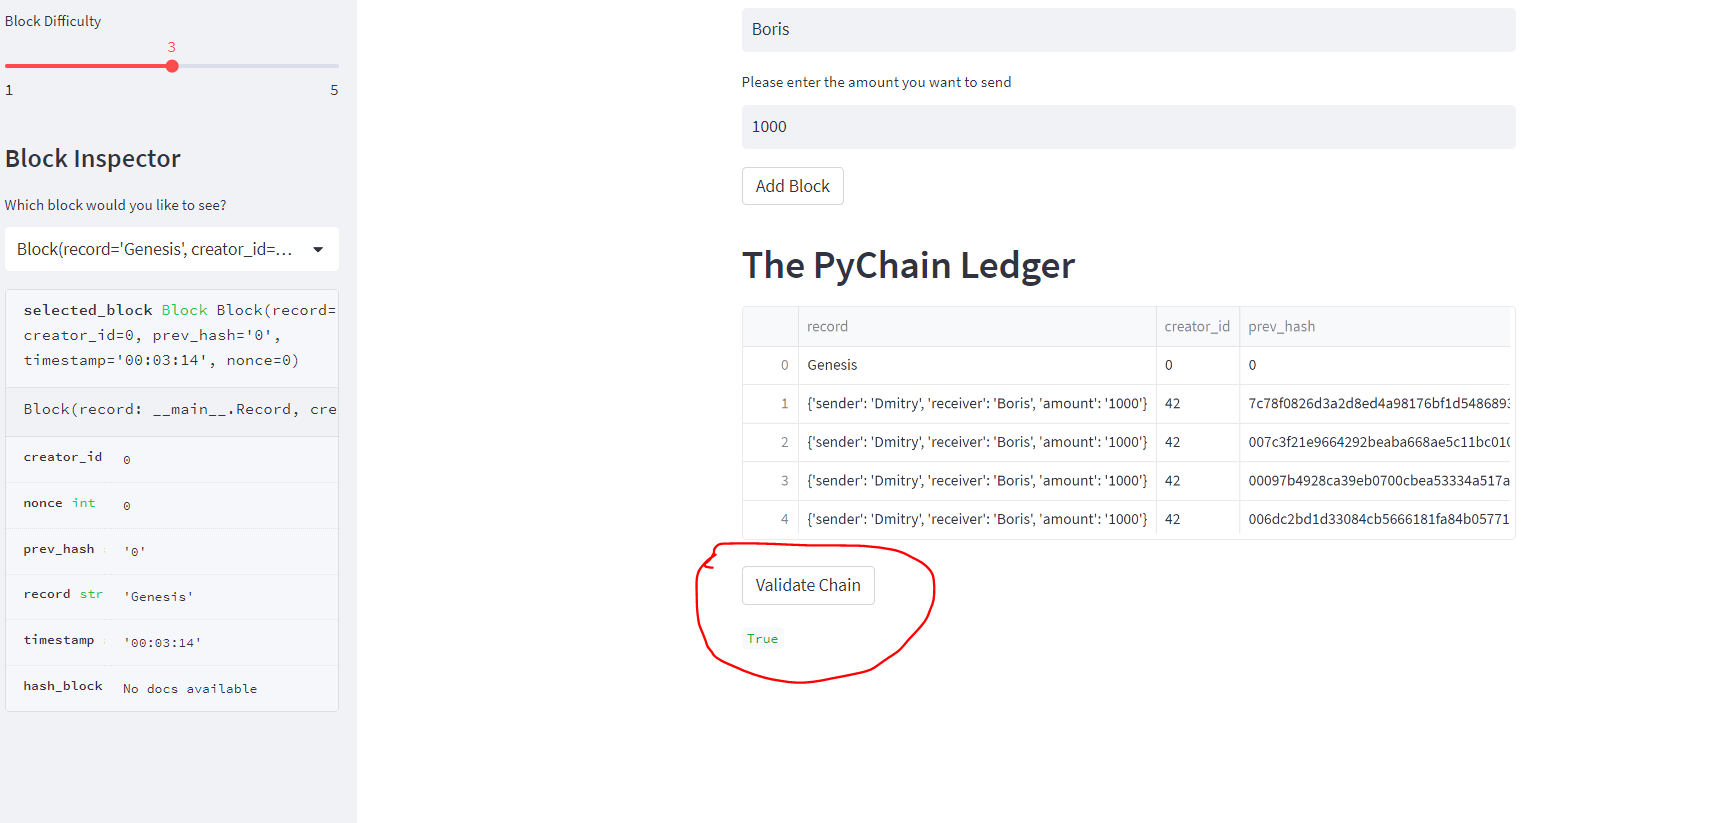 Block Difficulty
3
1 5
Block Inspector
Which block would you like to see?
Block(record='Genesis', creator_id=...
selected_block Block Block(record=
creator_id=0, prev_hash='0',
timestamp='00:03:14', nonce=0)
Block(record: __main__.Record, cre
creator_id 0
nonce int 0
prev_hash '0'
record str 'Genesis'
timestamp '00:03:14'
hash_block No docs available
Boris
Please enter the amount you want to send
1000
Add Block
The PyChain Ledger
record creator_id prev_hash
0 Genesis 0 0
1 {'sender': 'Dmitry', 'receiver': 'Boris', 'amount': '1000'} 42 7c78f0826d3a2d8ed4a98176bf1d5486893
2 {'sender': 'Dmitry', 'receiver': 'Boris', 'amount': '1000'} 42 007c3f21e9664292beaba668ae5c11bc010
3 {'sender': 'Dmitry', 'receiver': 'Boris', 'amount': '1000'} 42 00097b4928ca39eb0700cbea53334a517a
4 {'sender': 'Dmitry', 'receiver': 'Boris', 'amount': '1000'} 42 006dc2bd1d33084cb5666181fa84b05771
Validate Chain
True